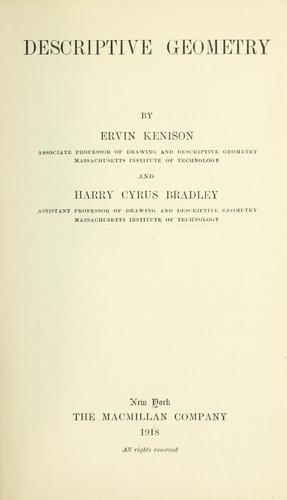 DESCRIPTIVE GEOMETRY
BY
ERVIN KENISON
ASSOCIATE PROFESSOR OF DRAWING AND DESCRIPTIVE GEOMETRY
MASSACHUSETTS INSTITUTE OF TECHNOLOGY
AND
HARRY CYRUS BRADLEY
ASSISTANT PROFESSOR OF DRAWING AND DESCRIPTIVE GEOMETRY
MASSACHUSETTS INSTITUTE OF TECHNOLOGY
New York
THE MACMILLAN COMPANY
1918
All rights reserved